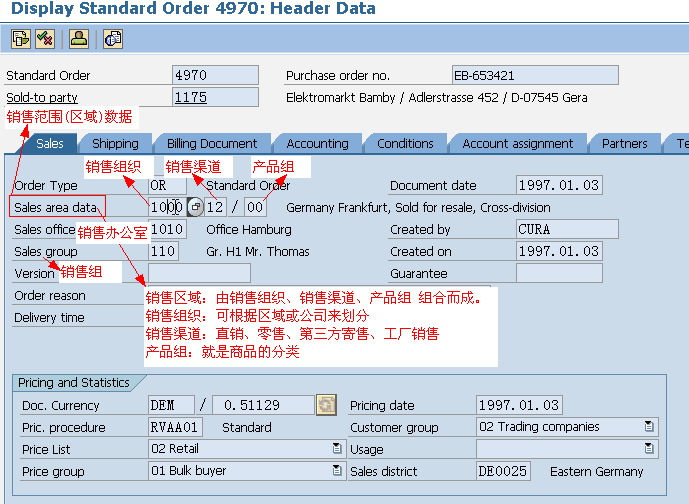 Display Standard Order 4970: Header Data
Standard Order 4970 Purchase order no. EB-653421
Sold-to party 1175 Elektromarkt Bamby / Adlerstrasse 452 / D-07545 Gera
销售范围(区域)数据
Sales Shipping Billing Document Accounting Conditions Account assignment Partners Te
销售组织 销售渠道 产品组
Order Type OR Standard Order Document date 1997.01.03
Sales area data 1000 12 / 00 Germany Frankfurt, Sold for resale, Cross-division
销售办公室
Sales office 1010 Office Hamburg Created by CURA
Sales group 110 Gr. H1 Mr. Thomas Created on 1997.01.03
Version 销售组 Guarantee
Order reason
Delivery time
销售区域：由销售组织、销售渠道、产品组 组合而成。
销售组织：可根据区域或公司来划分
销售渠道：直销、零售、第三方寄售、工厂销售
产品组：就是商品的分类
Pricing and Statistics
Doc. Currency DEM / 0.51129 Pricing date 1997.01.03
Pric. procedure RVAA01 Standard Customer group 02 Trading companies
Price List 02 Retail Usage
Price group 01 Bulk buyer Sales district DE0025 Eastern Germany